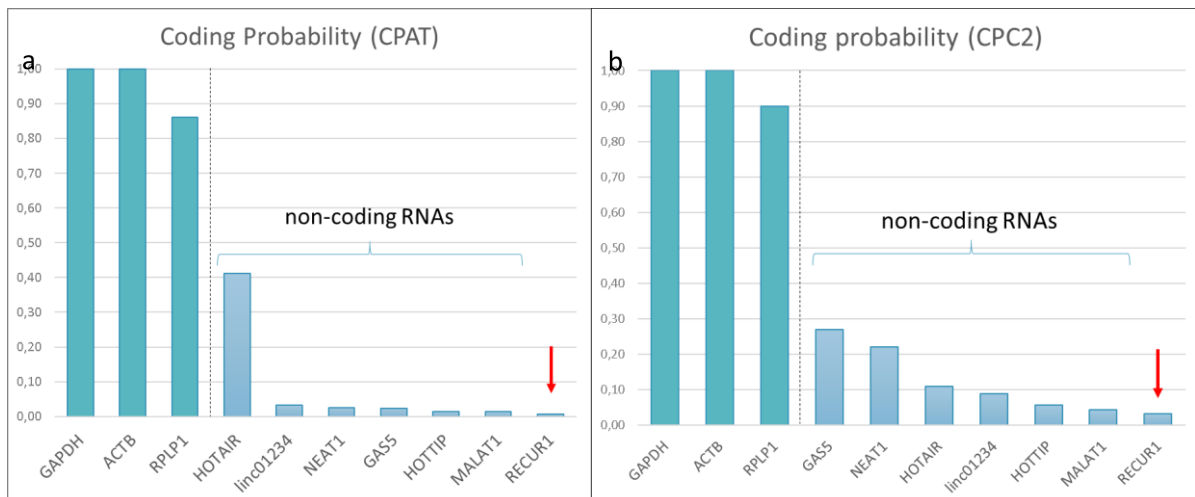 Coding Probability (CPAT)
a
1,00
0,90
0,80
0,70
0,60
0,50
0,40
0,30
0,20
0,10
0,00
non-coding RNAs
GAPDH
ACTB
RPLP1
HOTAIR
linc01234
NEAT1
GAS5
HOTTIP
MALAT1
RECUR1
Coding probability (CPC2)
b
1,00
0,90
0,80
0,70
0,60
0,50
0,40
0,30
0,20
0,10
0,00
non-coding RNAs
GAPDH
ACTB
RPLP1
GAS5
NEAT1
HOTAIR
linc01234
HOTTIP
MALAT1
RECUR1